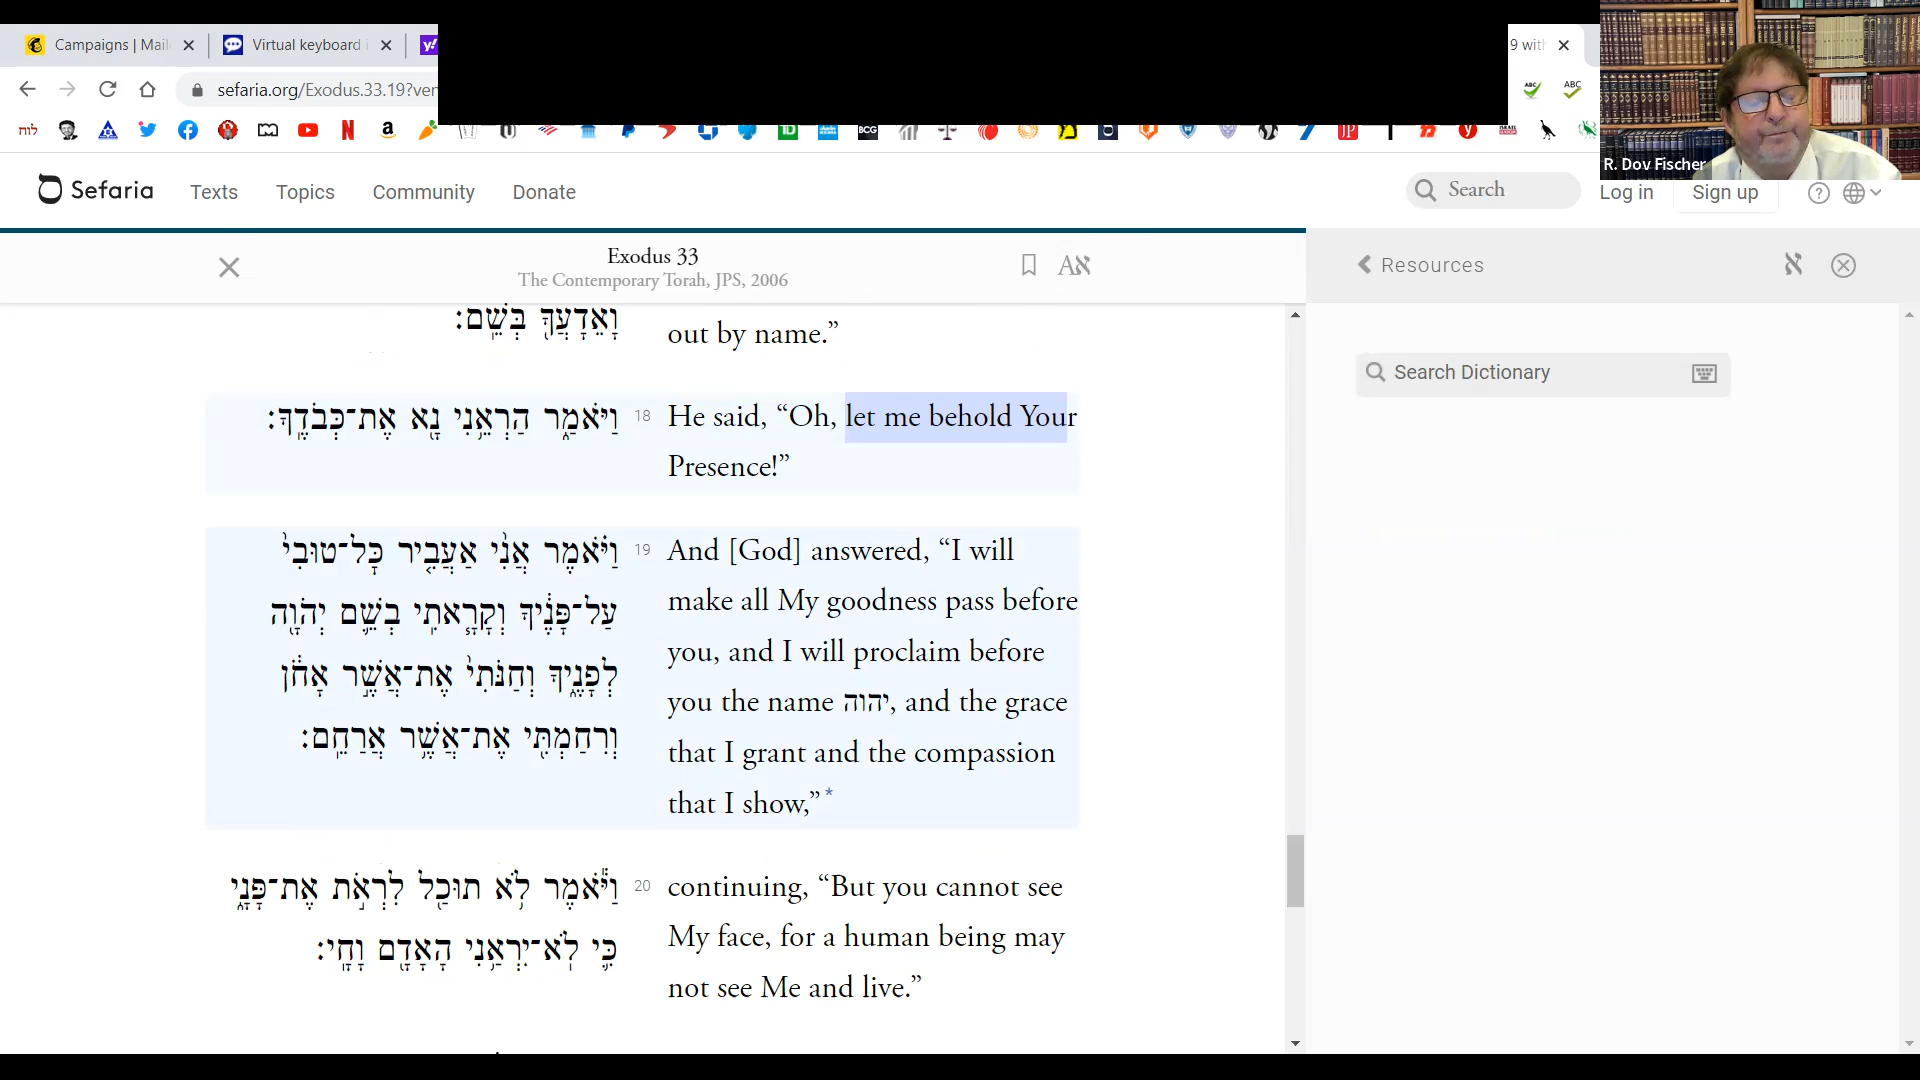 Campaigns | Mail
Virtual keyboard i
9 with
sefaria.org/Exodus.33.19?ver
ABC
ABC
לוח
R. Dov Fischer
Sefaria
Texts
Topics
Community
Donate
Search
Log in
Sign up
Exodus 33
The Contemporary Torah, JPS, 2006
Aא
Resources
א
Search Dictionary
וָאֵדָעֲךָ֖ בְּשֵֽׁם׃
out by name.”
וַיֹּאמַ֑ר הַרְאֵ֥נִי נָ֖א אֶת־כְּבֹדֶֽךָ׃
18
He said, “Oh, let me behold Your
Presence!”
וַיֹּ֗אמֶר אֲנִ֨י אַעֲבִ֤יר כׇּל־טוּבִי֙
עַל־פָּנֶ֔יךָ וְקָרָ֧אתִֽי בְשֵׁ֛ם יְהֹוָ֖ה
לְפָנֶ֑יךָ וְחַנֹּתִי֙ אֶת־אֲשֶׁ֣ר אָחֹ֔ן
וְרִחַמְתִּ֖י אֶת־אֲשֶׁ֥ר אֲרַחֵֽם׃
19
And [God] answered, “I will
make all My goodness pass before
you, and I will proclaim before
you the name יהוה, and the grace
that I grant and the compassion
that I show,” *
וַיֹּ֕אמֶר לֹ֥א תוּכַ֖ל לִרְאֹ֣ת אֶת־פָּנָ֑י
כִּ֛י לֹֽא־יִרְאַ֥נִי הָאָדָ֖ם וָחָֽי׃
20
continuing, “But you cannot see
My face, for a human being may
not see Me and live.”